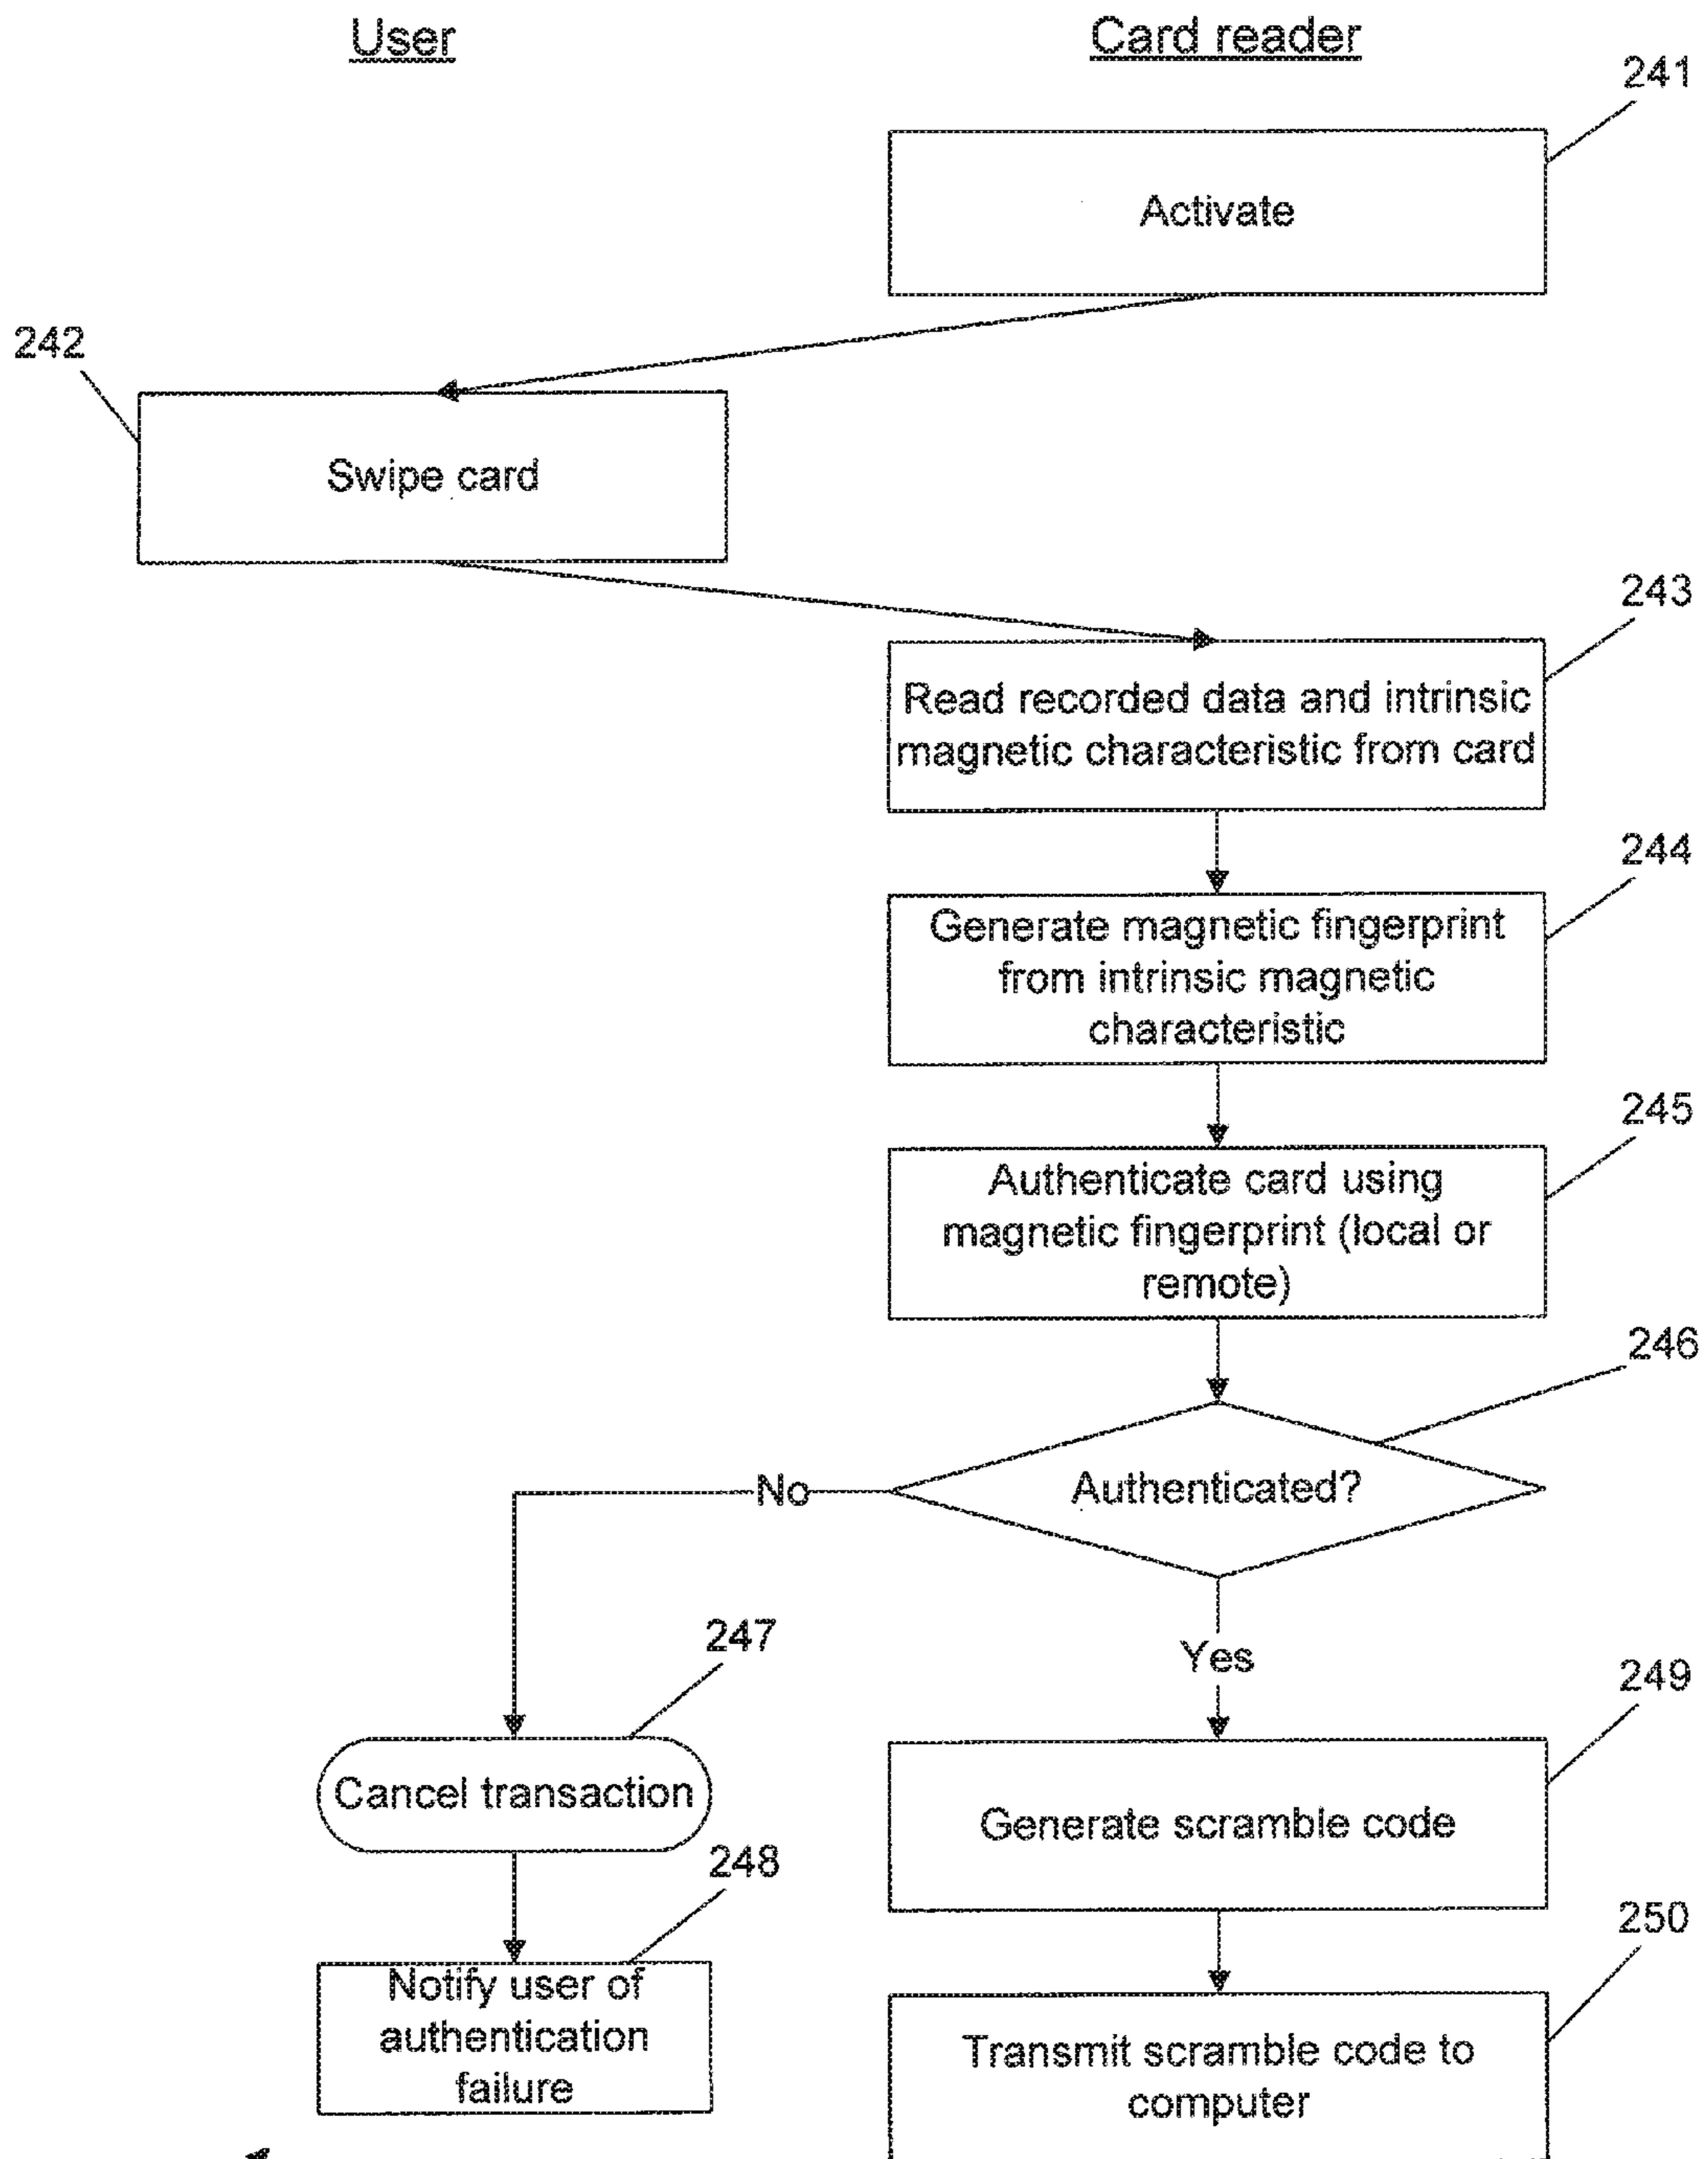 User
Card reader
241
Activate
242
Swipe card
243
Read recorded data and intrinsic
magnetic characteristic from card
244
Generate magnetic fingerprint
from intrinsic magnetic
characteristic
245
Authenticate card using
magnetic fingerprint (local or
remote)
246
Authenticated?
No
Yes
247
Cancel transaction
248
Notify user of
authentication
failure
249
Generate scramble code
250
Transmit scramble code to
computer